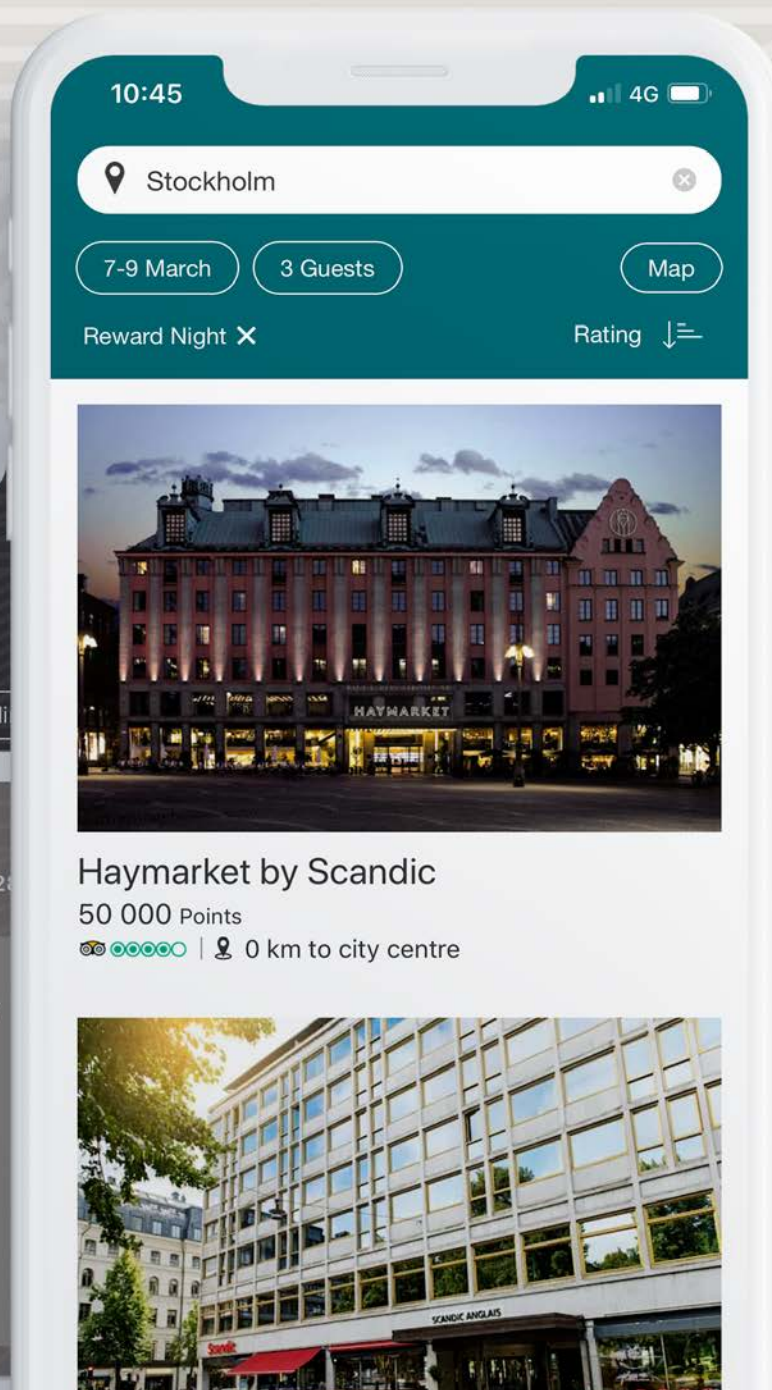 10:45
4G
Stockholm
7-9 March
3 Guests
Map
Reward Night
Rating
HAYMARKET
Haymarket by Scandic
50 000 Points
0 km to city centre
SCANDIC ANGLAIS
Scandic